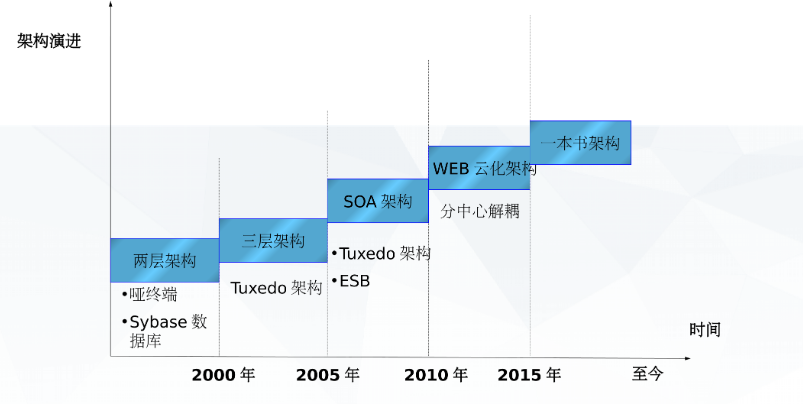 架构演进
一本书架构
WEB 云化架构
分中心解耦
SOA 架构
•Tuxedo 架构
•ESB
三层架构
Tuxedo 架构
两层架构
•哑终端
•Sybase 数
据库
时间
2000 年
2005 年
2010 年
2015 年
至今